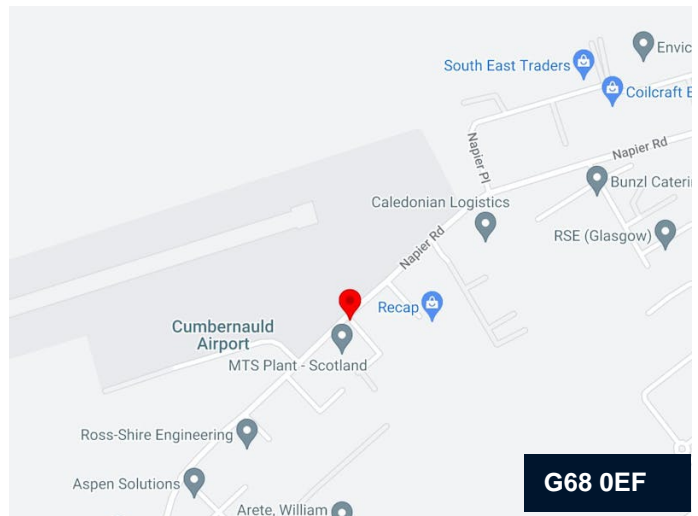 Envic
South East Traders
Coilcraft E
Napier Pl
Napier Rd
Bunzl Caterin
Caledonian Logistics
RSE (Glasgow)
Napier Rd
Recap
Cumbernauld
Airport
MTS Plant - Scotland
Ross-Shire Engineering
Aspen Solutions
Arete, William
G68 0EF